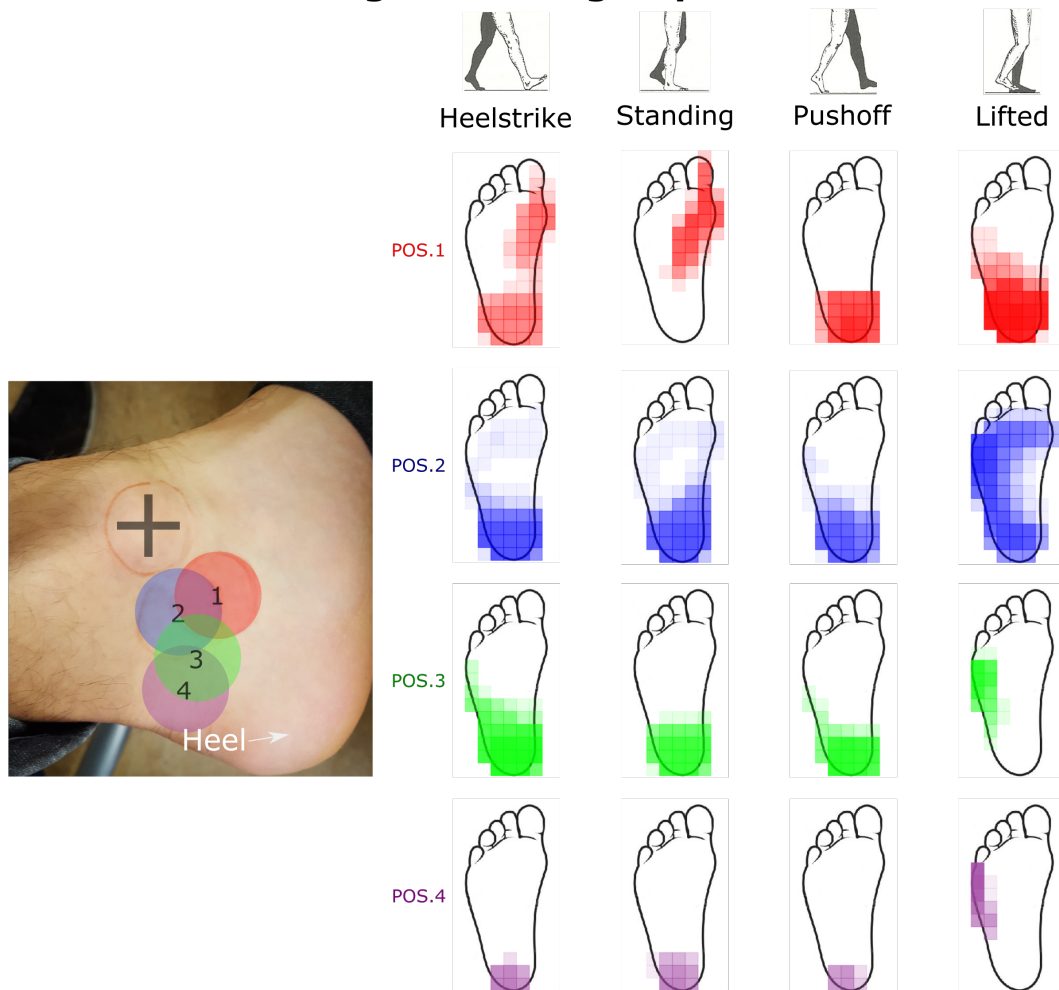 Heelstrike Standing Pushoff Lifted
POS.1
POS.2
1
2
3
POS.3
4
Heel
POS.4